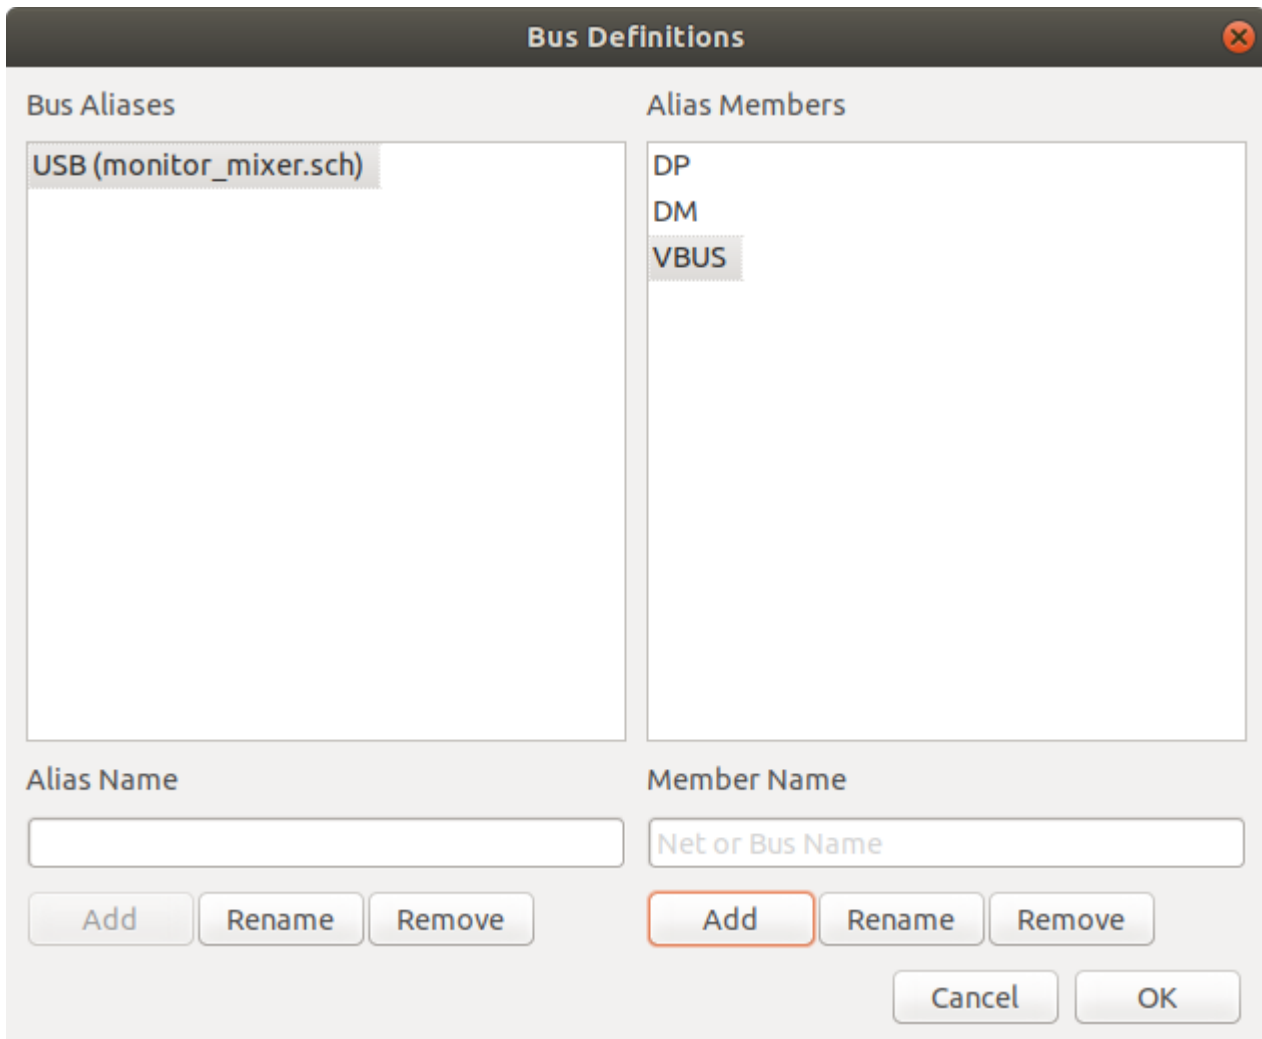 Bus Definitions
Bus Aliases
Alias Members
USB (monitor_mixer.sch)
DP
DM
VBUS
Alias Name
Member Name
Net or Bus Name
Add Rename Remove
Add Rename Remove
Cancel OK